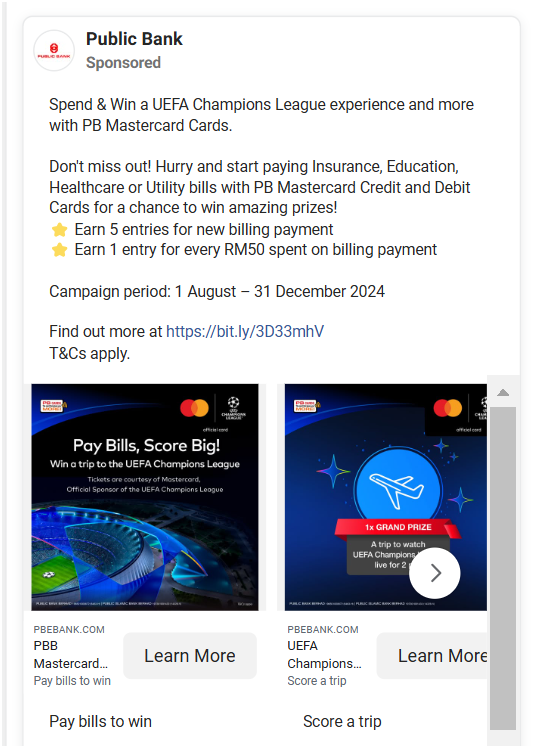 Public Bank
Sponsored
PUBLIC BANK
Spend & Win a UEFA Champions League experience and more
with PB Mastercard Cards.
Don't miss out! Hurry and start paying Insurance, Education,
Healthcare or Utility bills with PB Mastercard Credit and Debit
Cards for a chance to win amazing prizes!
Earn 5 entries for new billing payment
Earn 1 entry for every RM50 spent on billing payment
Campaign period: 1 August – 31 December 2024
Find out more at https://bit.ly/3D33mhV
T&Cs apply.
CHAMPIONS
LEAGUE
official card
Pay Bills, Score Big!
Win a trip to the UEFA Champions League
Tickets are courtesy of Mastercard,
Official Sponsor of the UEFA Champions League
official card
1x GRAND PRIZE
A trip to watch
UEFA Champions
live for 2
PBEBANK.COM
PBB
Mastercard...
Pay bills to win
Learn More
PBEBANK.COM
UEFA
Champions...
Score a trip
Learn More
Pay bills to win
Score a trip